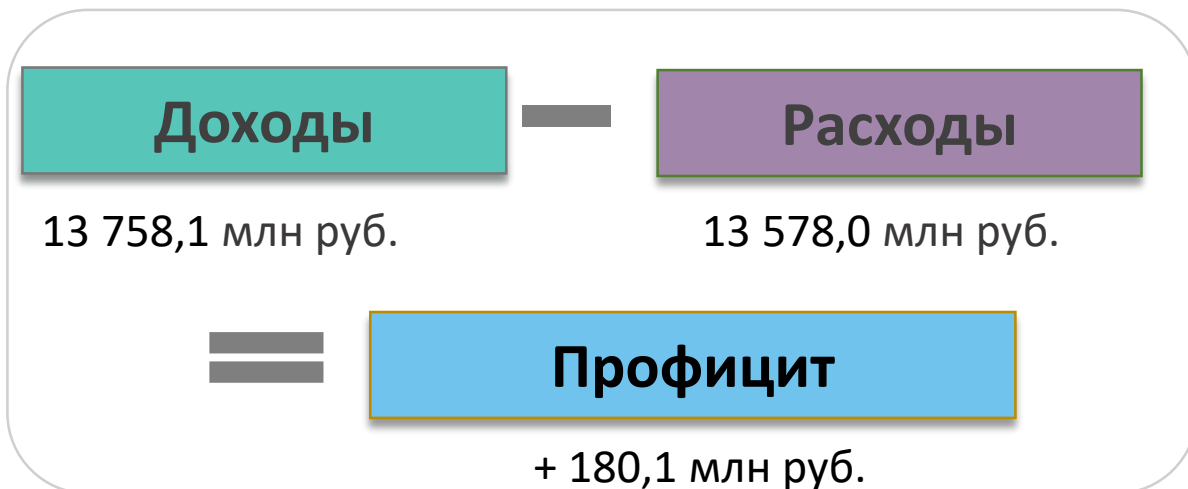 Доходы
Расходы
13 758,1 млн руб.
13 578,0 млн руб.
Профицит
+ 180,1 млн руб.